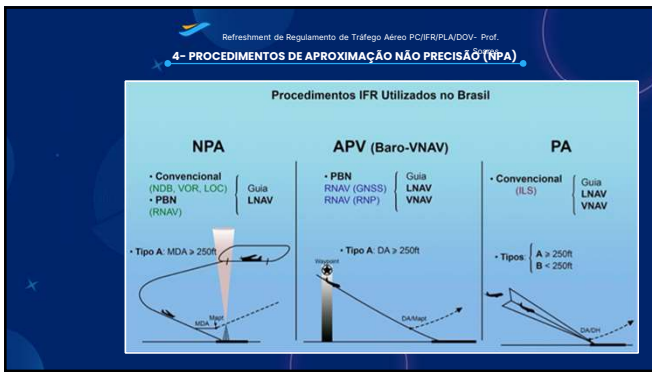 Refreshment de Regulamento de Tráfego Aéreo PC/IFR/PLA/DOV- Prof.
4- PROCEDIMENTOS DE APROXIMAÇÃO NÃO PRECISÃO (NPA)
Procedimentos IFR Utilizados no Brasil
NPA
• Convencional
(NDB, VOR, LOC)
• PBN
(RNAV)
Guia
LNAV
• Tipo A: MDA ≥ 250ft
MDA
Mapt
APV (Baro-VNAV)
• PBN
RNAV (GNSS)
RNAV (RNP)
Guia
LNAV
VNAV
• Tipo A: DA ≥ 250ft
Waypoint
DA/Mapt
PA
• Convencional
(ILS)
Guia
LNAV
VNAV
• Tipos:
A ≥ 250ft
B < 250ft
DA/DH